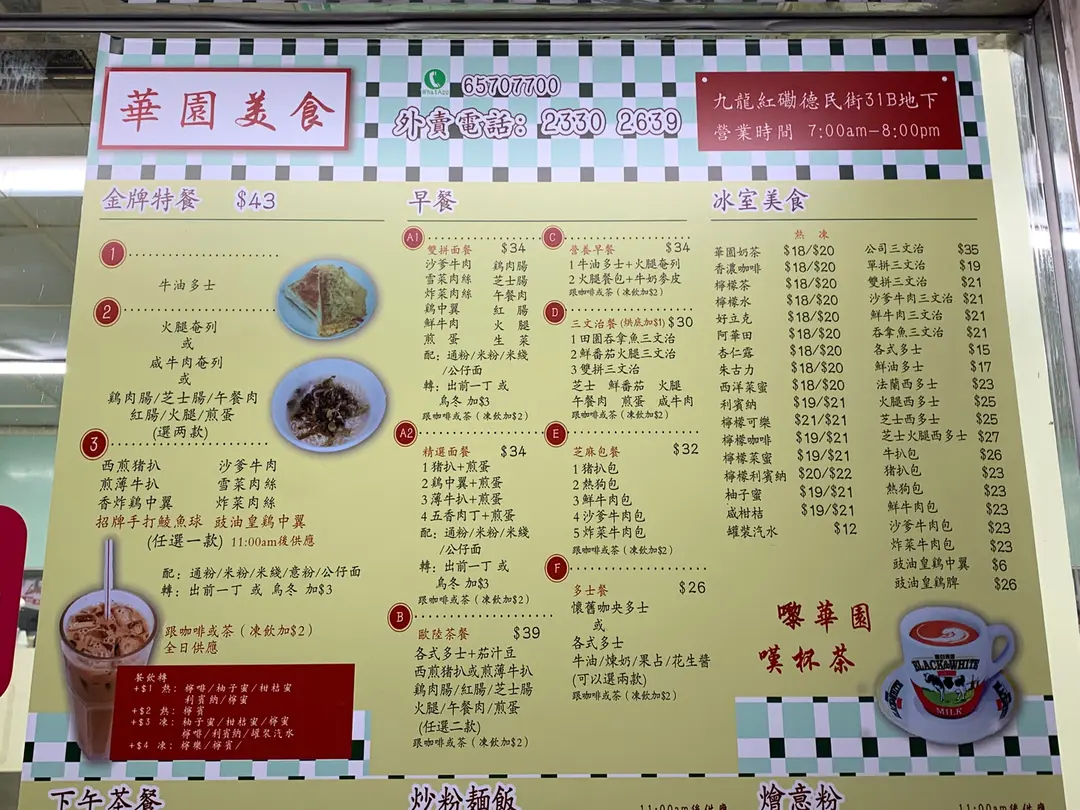 華園美食
WhatApp 65707700
外賣電話: 2330 2639
九龍紅磡德民街31B地下
營業時間 7:00am-8:00pm
金牌特餐 $43
1
牛油多士
2
火腿奄列
或
咸牛肉奄列
或
鷄肉腸/芝士腸/午餐肉
紅腸/火腿/煎蛋
(選两款)
3
西煎猪扒 沙爹牛肉
煎薄牛扒 雪菜肉絲
香炸鷄中翼 炸菜肉絲
招牌手打鯪魚球 豉油皇鷄中翼
(任選一款) 11:00am後供應
配: 通粉/米粉/米綫/意粉/公仔面
轉: 出前一丁 或 烏冬 加$3
跟咖啡或茶(凍飲加$2)
全日供應
餐飲轉
+$1 熱: 檸啡/柚子蜜/柑桔蜜
利賓納/檸蜜
+$2 熱: 檸賓
+$3 凍: 柚子蜜/柑桔蜜/檸蜜
檸啡/利賓納/罐裝汽水
+$4 凍: 檸樂/檸賓/
早餐
A1
雙拼面餐 $34
沙爹牛肉 鷄肉腸
雪菜肉絲 芝士腸
炸菜肉絲 午餐肉
鷄中翼 紅腸
鮮牛肉 火腿
煎蛋 生菜
配: 通粉/米粉/米綫
/公仔面
轉: 出前一丁 或
烏冬 加$3
跟咖啡或茶(凍飲加$2)
A2
精選面餐 $34
1猪扒+煎蛋
2鷄中翼+煎蛋
3薄牛扒+煎蛋
4五香肉丁+煎蛋
配: 通粉/米粉/米綫
/公仔面
轉: 出前一丁 或
烏冬 加$3
跟咖啡或茶(凍飲加$2)
B
歐陸茶餐 $39
各式多士+茄汁豆
西煎猪扒或煎薄牛扒
鷄肉腸/紅腸/芝士腸
火腿/午餐肉/煎蛋
(任選二款)
跟咖啡或茶(凍飲加$2)
C
營養早餐 $34
1牛油多士+火腿奄列
2火腿餐包+牛奶麥皮
跟咖啡或茶(凍飲加$2)
D
三文治餐(烘底加$1) $30
1田園吞拿魚三文治
2鮮番茄火腿三文治
3雙拼三文治
芝士 鮮番茄 火腿
午餐肉 煎蛋 咸牛肉
跟咖啡或茶(凍飲加$2)
E
芝麻包餐 $32
1猪扒包
2熱狗包
3鮮牛肉包
4沙爹牛肉包
5炸菜牛肉包
跟咖啡或茶(凍飲加$2)
F
多士餐 $26
懷舊咖央多士
或
各式多士
牛油/煉奶/果占/花生醬
(可以選兩款)
跟咖啡或茶(凍飲加$2)
冰室美食
熱 凍
華園奶茶 $18/$20
香濃咖啡 $18/$20
檸檬茶 $18/$20
檸檬水 $18/$20
好立克 $18/$20
阿華田 $18/$20
杏仁露 $18/$20
朱古力 $18/$20
西洋菜蜜 $18/$20
利賓納 $19/$21
檸檬可樂 $21/$21
檸檬咖啡 $19/$21
檸檬菜蜜 $19/$21
檸檬利賓納 $20/$22
柚子蜜 $19/$21
咸柑桔 $19/$21
罐裝汽水 $12
公司三文治 $35
單拼三文治 $19
雙拼三文治 $21
沙爹牛肉三文治 $21
鮮牛肉三文治 $21
吞拿魚三文治 $21
各式多士 $15
鮮油多士 $17
法蘭西多士 $23
火腿西多士 $25
芝士西多士 $25
芝士火腿西多士 $27
牛扒包 $26
猪扒包 $23
熱狗包 $23
鮮牛肉包 $23
沙爹牛肉包 $23
炸菜牛肉包 $23
豉油皇鷄中翼 $6
豉油皇鷄髀 $26
嚟華園
嘆杯茶
BLACK&WHITE
MILK
下午茶餐
炒粉麵飯
11:00am後供應
燴意粉
11:00am後供應